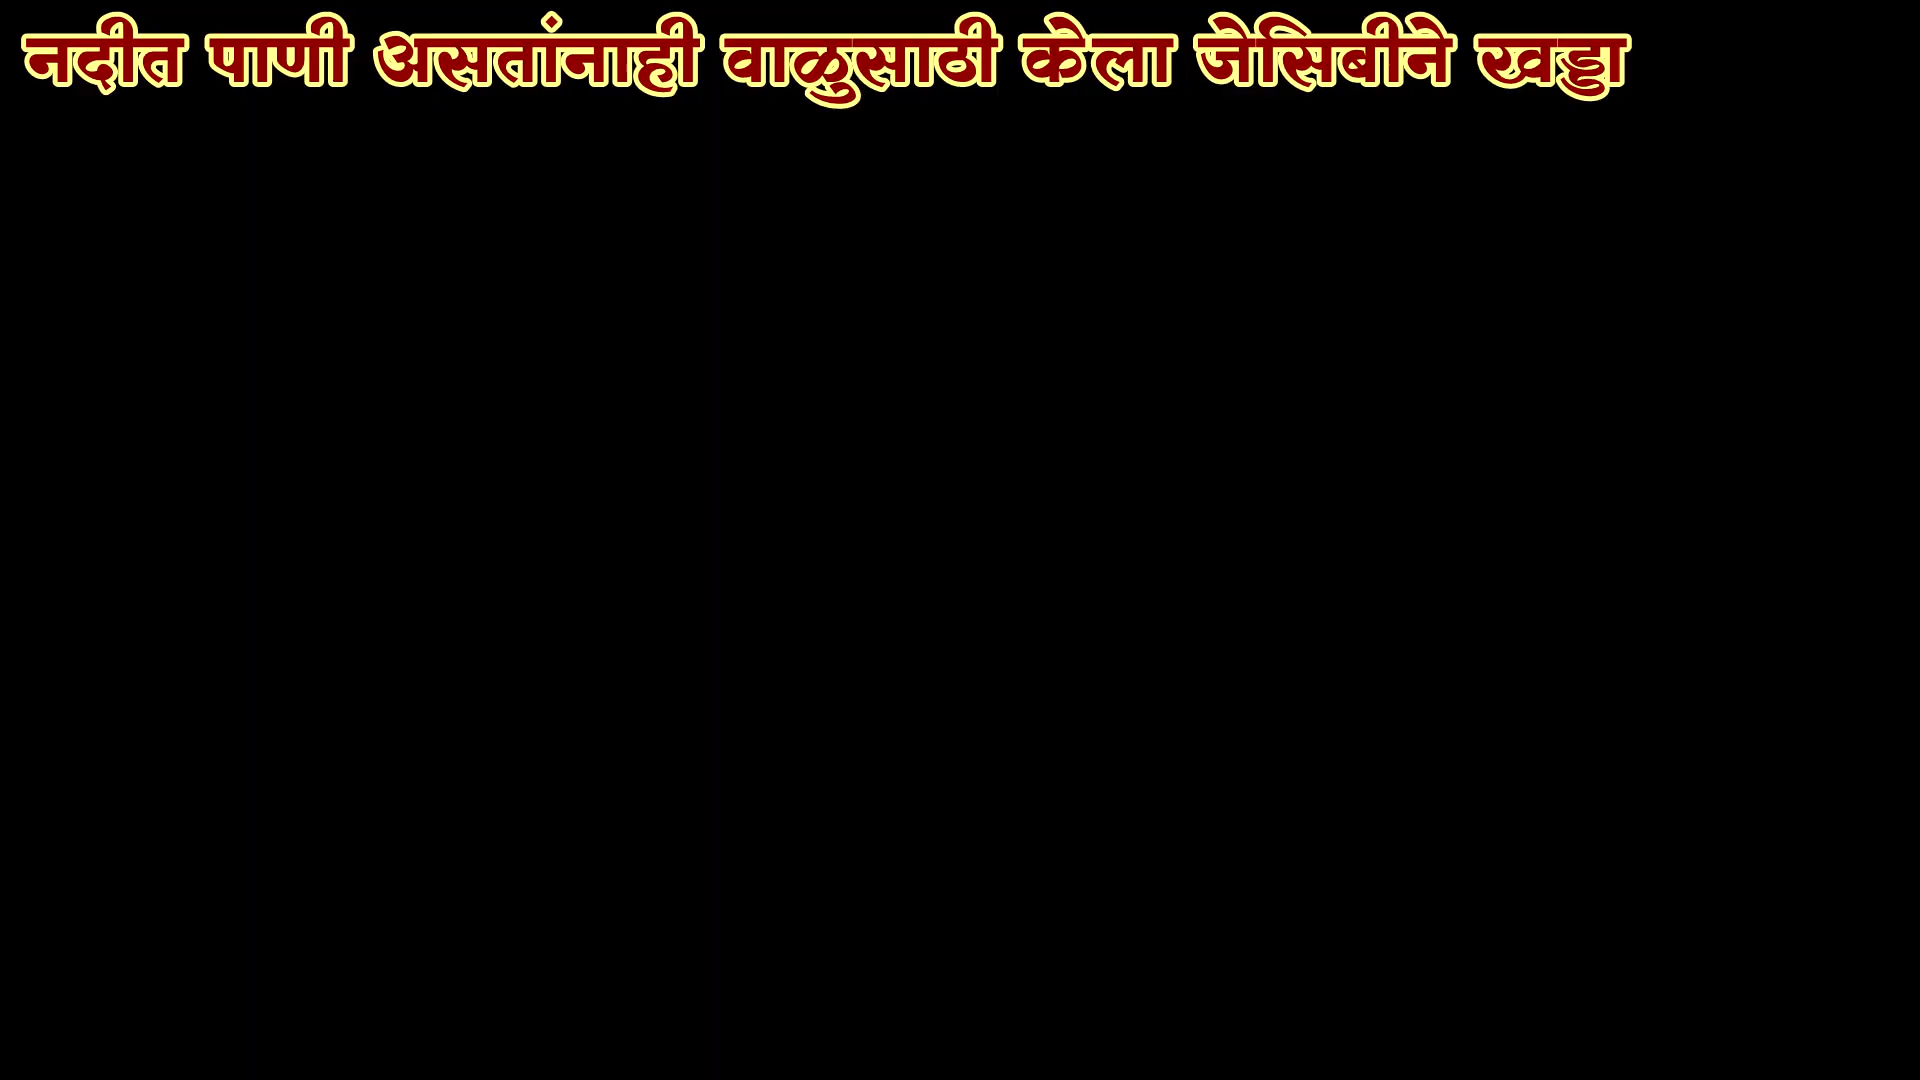 नदीत पाणी असतांनाही वाळुसाठी केला जेसिबीने खड्डा